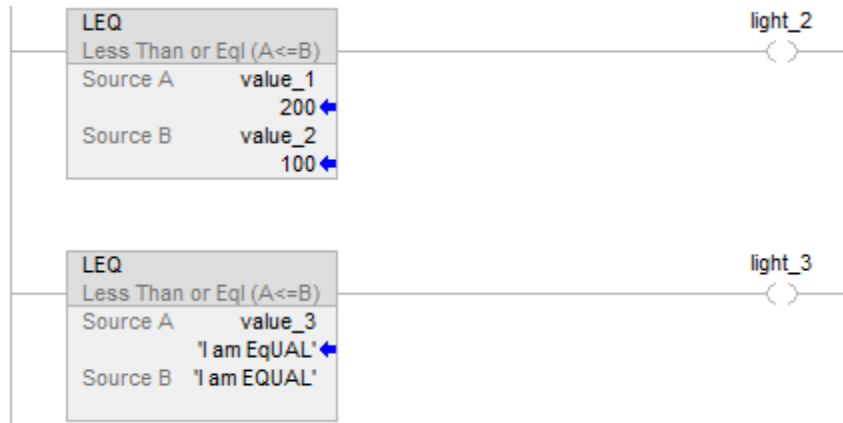 LEQ
light_2
Less Than or Eql (A<=B)
Source A value_1
200
Source B value_2
100
LEQ
light_3
Less Than or Eql (A<=B)
Source A value_3
'I am EqUAL'
Source B 'I am EQUAL'